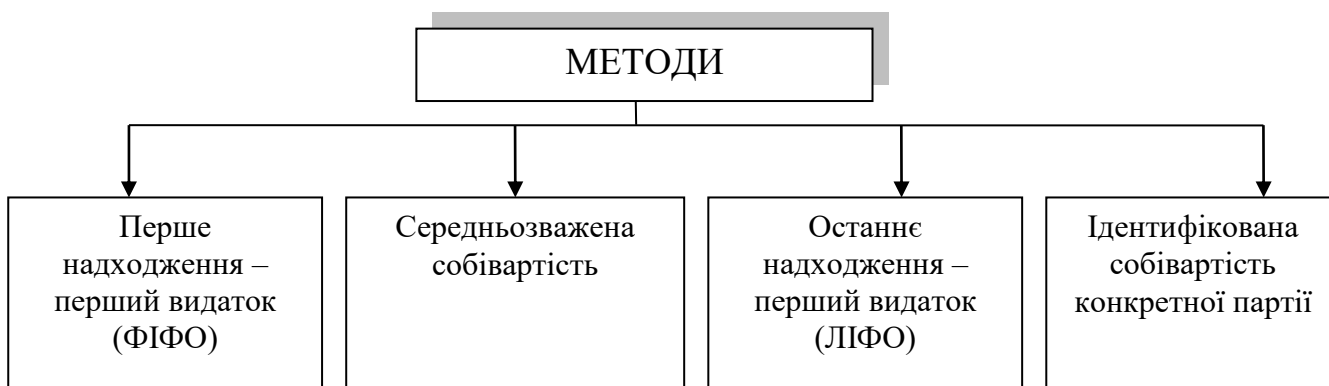 МЕТОДИ
Перше
надходження –
перший видаток
(ФІФО)
Середньозважена
собівартість
Останнє
надходження –
перший видаток
(ЛІФО)
Ідентифікована
собівартість
конкретної партії